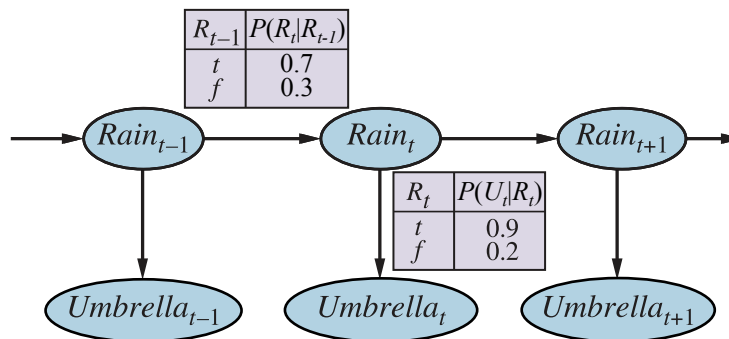 R_{t-1} P(R_t|R_{t-1})
t 0.7
f 0.3
Rain_{t-1} Rain_t Rain_{t+1}
R_t P(U_t|R_t)
t 0.9
f 0.2
Umbrella_{t-1} Umbrella_t Umbrella_{t+1}